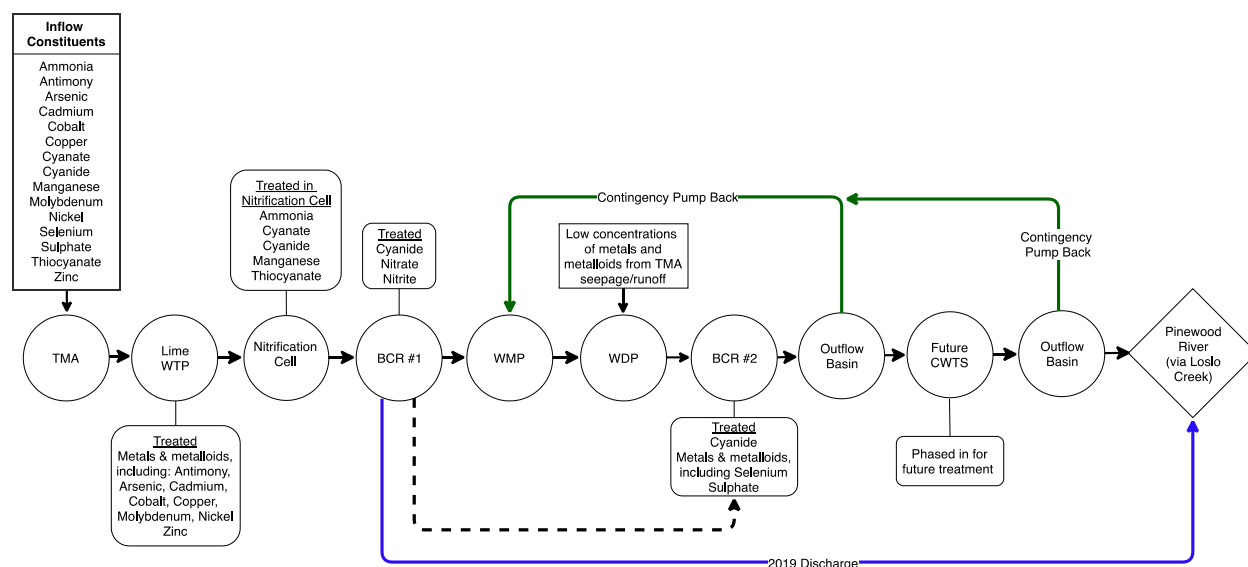 Inflow
Constituents
Ammonia
Antimony
Arsenic
Cadmium
Cobalt
Copper
Cyanate
Cyanide
Manganese
Molybdenum
Nickel
Selenium
Sulphate
Thiocyanate
Zinc
Treated in
Nitrification Cell
Ammonia
Cyanate
Cyanide
Manganese
Thiocyanate
Treated
Cyanide
Nitrate
Nitrite
Contingency Pump Back
Low concentrations
of metals and
metalloids from TMA
seepage/runoff
Contingency
Pump Back
TMA
Lime
WTP
Nitrification
Cell
BCR #1
WMP
WDP
BCR #2
Outflow
Basin
Future
CWTS
Outflow
Basin
Pinewood
River
(via Loslo
Creek)
Treated
Metals & metalloids,
including: Antimony,
Arsenic, Cadmium,
Cobalt, Copper,
Molybdenum, Nickel
Zinc
Treated
Cyanide
Metals & metalloids,
including Selenium
Sulphate
Phased in for
future treatment
2019 Discharge